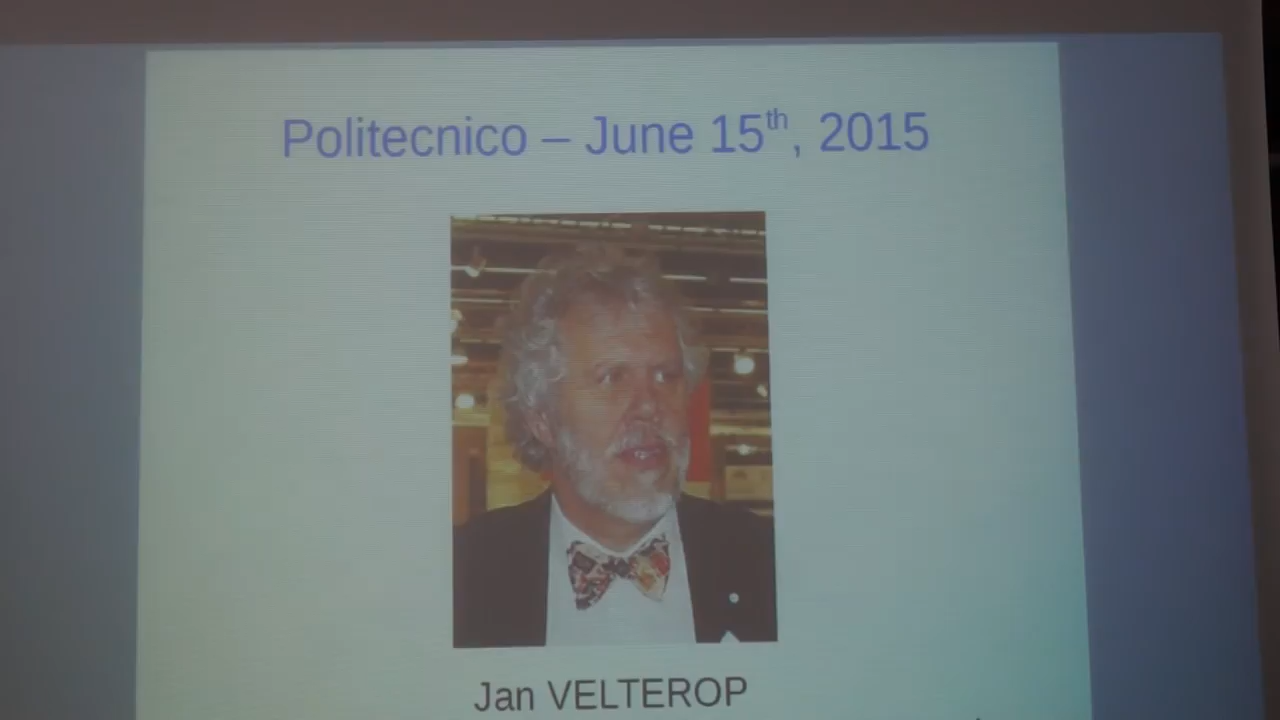 Politecnico – June 15th, 2015
Jan VELTEROP